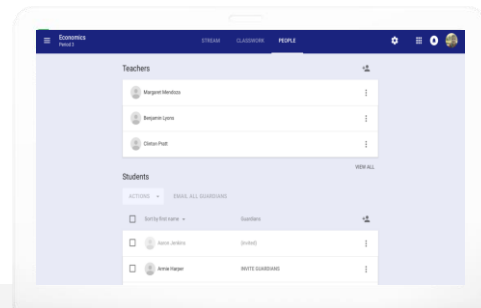 Economics
Period 3
STREAM CLASSWORK PEOPLE
Teachers
Margaret Mendoza
Benjamin Lyons
Clinton Pratt
VIEW ALL
Students
ACTIONS EMAIL ALL GUARDIANS
Sort by first name Guardians
Aaron Jenkins (invited)
Annie Harper INVITE GUARDIANS